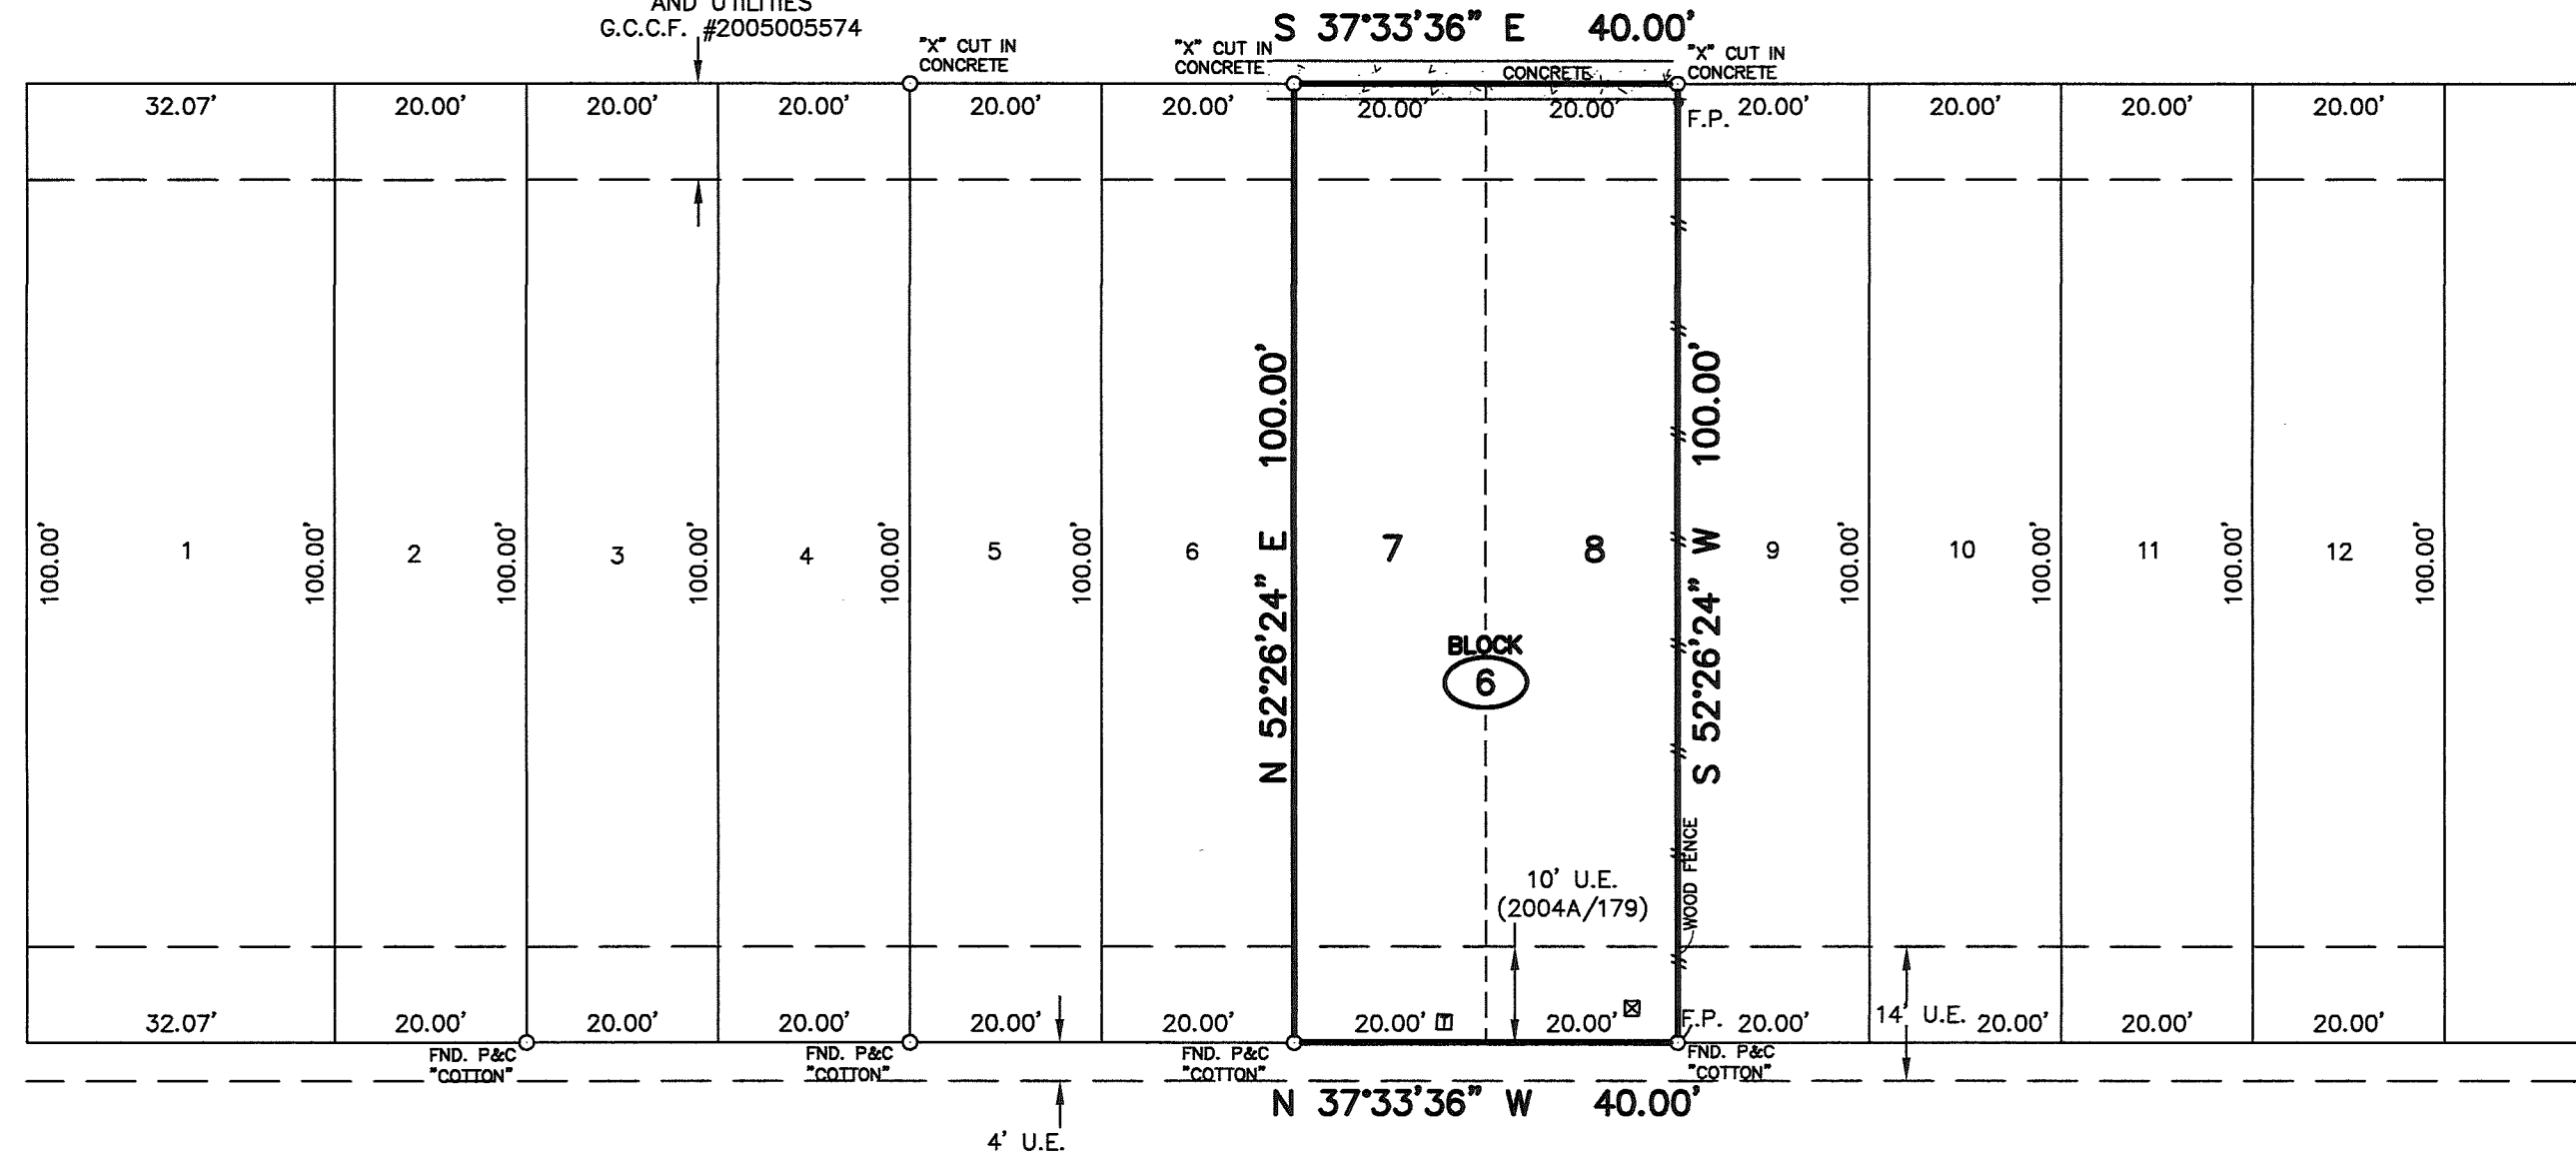 AND UTILITIES
G.C.C.F. #2005005574
S 37°33'36" E 40.00'
"X" CUT IN
CONCRETE
"X" CUT IN
CONCRETE
CONCRETE
"X" CUT IN
CONCRETE
32.07' 20.00' 20.00' 20.00' 20.00' 20.00' 20.00' 20.00' F.P. 20.00' 20.00' 20.00' 20.00'
N 52°26'24" E 100.00'
S 52°26'24" W 100.00'
100.00' 1 100.00' 2 100.00' 3 100.00' 4 100.00' 5 100.00' 6 7 8 9 100.00' 10 100.00' 11 100.00' 12 100.00'
BLOCK
6
WOOD FENCE
10' U.E.
(2004A/179)
32.07' 20.00' 20.00' 20.00' 20.00' 20.00' 20.00' T 20.00' F.P. 20.00' 14' U.E. 20.00' 20.00' 20.00'
FND. P&C
"COTTON"
FND. P&C
"COTTON"
FND. P&C
"COTTON"
FND. P&C
"COTTON"
N 37°33'36" W 40.00'
4' U.E.